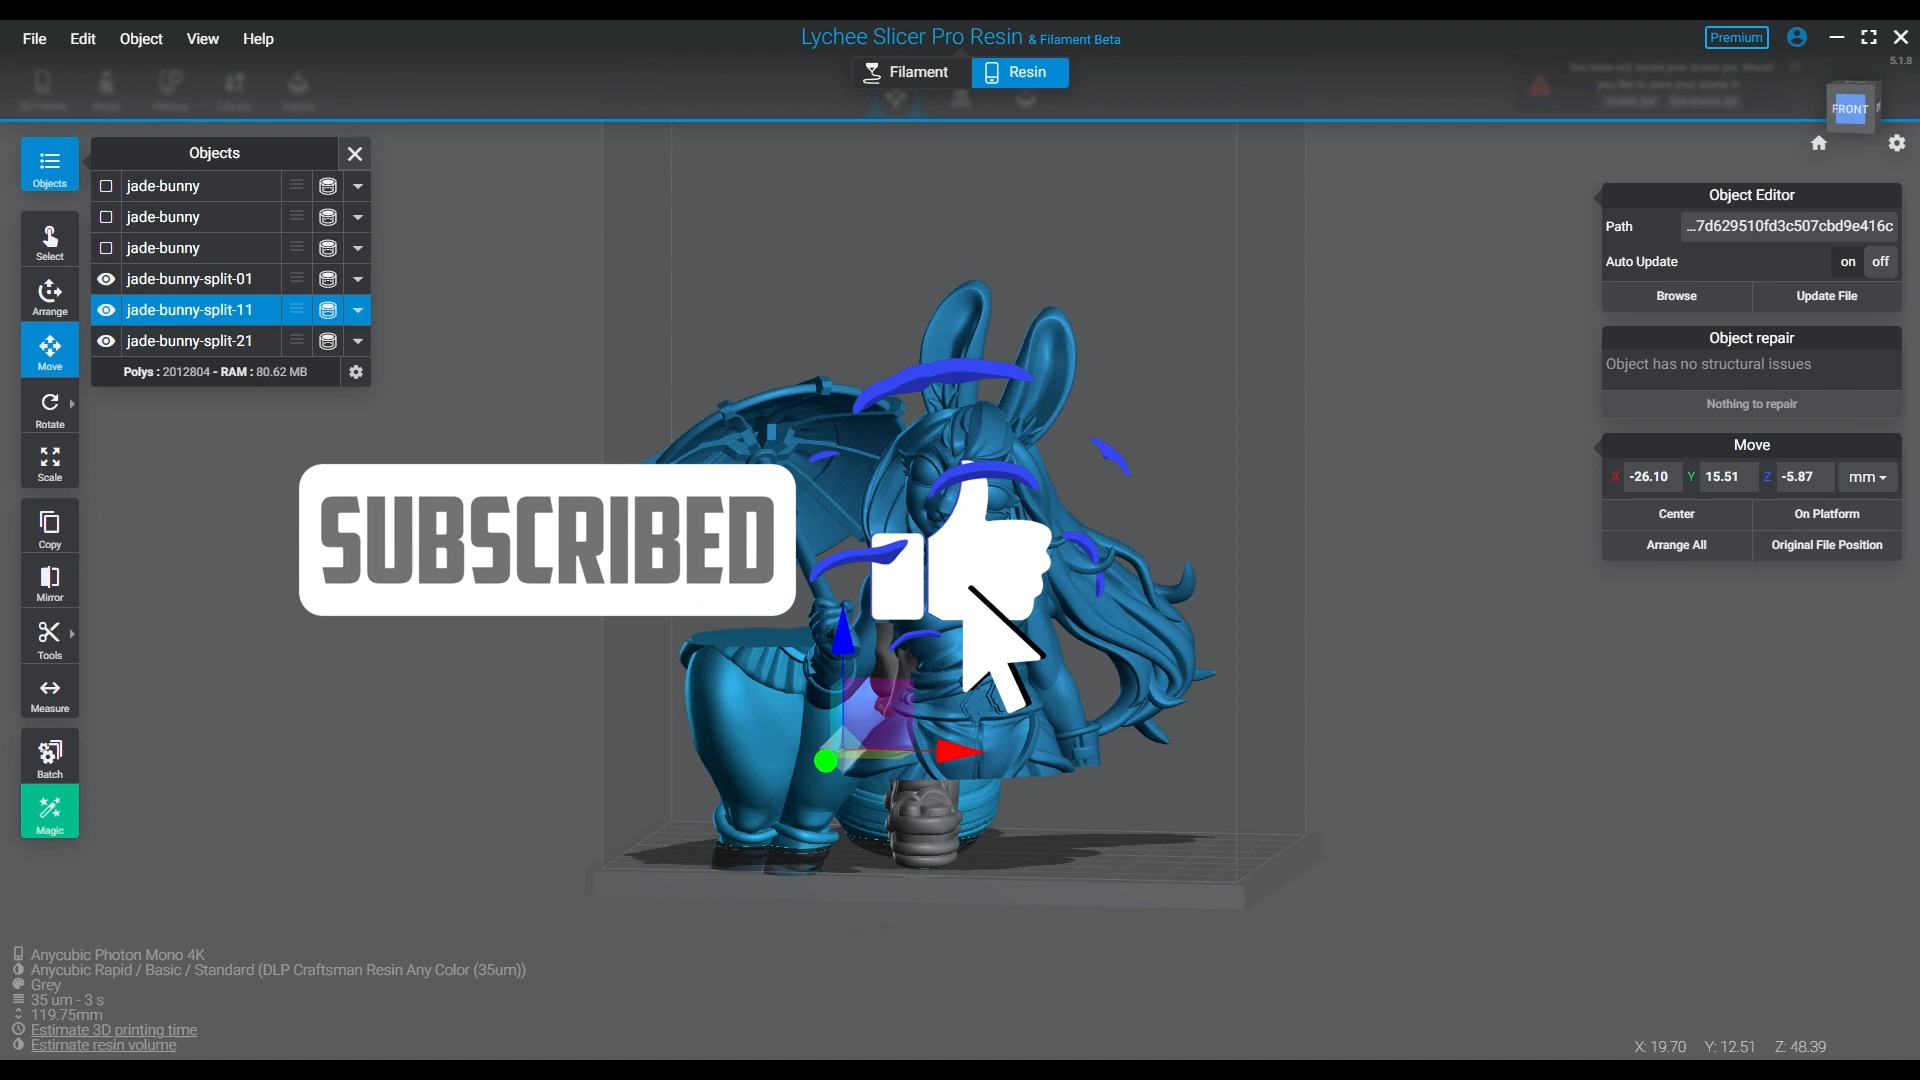 File Edit Object View Help
Lychee Slicer Pro Resin & Filament Beta
Premium
5.1.8
Filament Resin
FRONT
Objects
Objects
jade-bunny
jade-bunny
jade-bunny
jade-bunny-split-01
jade-bunny-split-11
jade-bunny-split-21
Polys : 2012804 - RAM : 80.62 MB
Select
Arrange
Move
Rotate
Scale
Copy
Mirror
Tools
Measure
Batch
Magic
SUBSCRIBED
Object Editor
Path ...7d629510fd3c507cbd9e416c
Auto Update on off
Browse Update File
Object repair
Object has no structural issues
Nothing to repair
Move
X -26.10 Y 15.51 Z -5.87 mm
Center On Platform
Arrange All Original File Position
Anycubic Photon Mono 4K
Anycubic Rapid / Basic / Standard (DLP Craftsman Resin Any Color (35um))
Grey
35 um - 3 s
119.75mm
Estimate 3D printing time
Estimate resin volume
X: 19.70 Y: 12.51 Z: 48.39